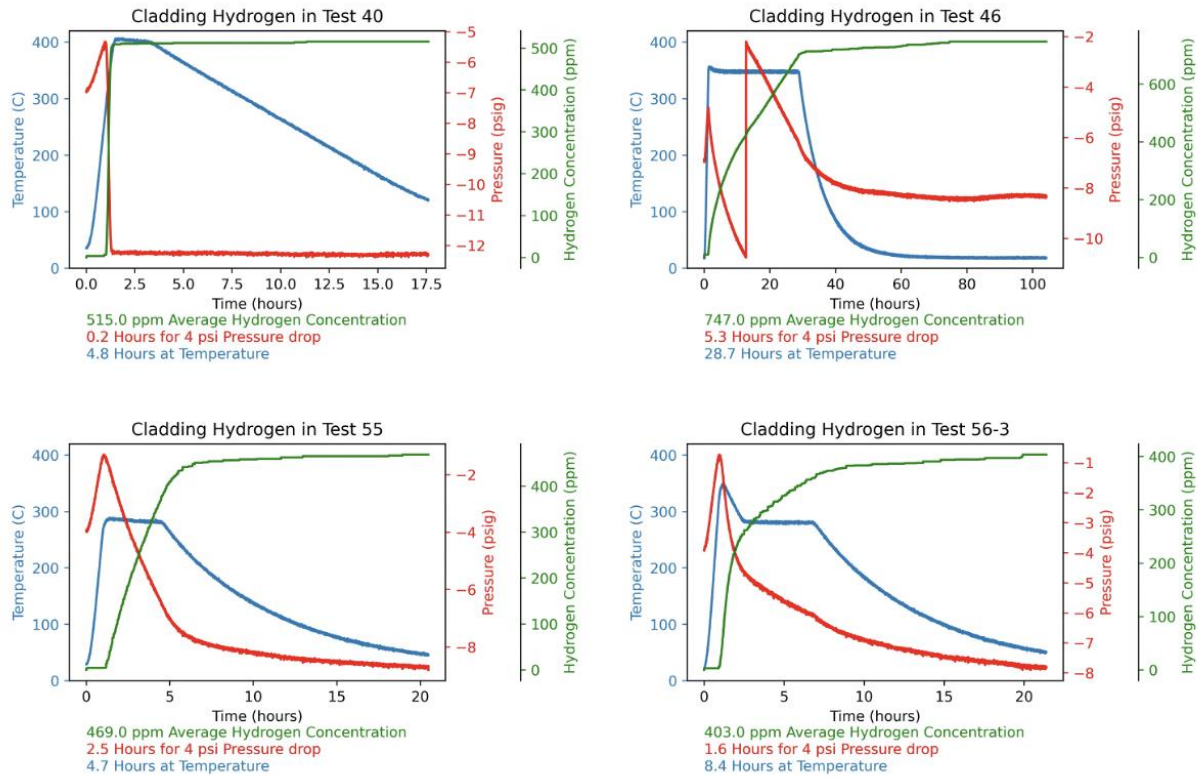 Cladding Hydrogen in Test 40
400
300
200
100
0
Temperature (C)
−5
−6
−7
−8
−9
−10
−11
−12
Pressure (psig)
500
400
300
200
100
0
Hydrogen Concentration (ppm)
0.0 2.5 5.0 7.5 10.0 12.5 15.0 17.5
Time (hours)
515.0 ppm Average Hydrogen Concentration
0.2 Hours for 4 psi Pressure drop
4.8 Hours at Temperature
Cladding Hydrogen in Test 46
400
300
200
100
0
Temperature (C)
−2
−4
−6
−8
−10
Pressure (psig)
600
400
200
0
Hydrogen Concentration (ppm)
0 20 40 60 80 100
Time (hours)
747.0 ppm Average Hydrogen Concentration
5.3 Hours for 4 psi Pressure drop
28.7 Hours at Temperature
Cladding Hydrogen in Test 55
400
300
200
100
0
Temperature (C)
−2
−4
−6
−8
Pressure (psig)
400
300
200
100
0
Hydrogen Concentration (ppm)
0 5 10 15 20
Time (hours)
469.0 ppm Average Hydrogen Concentration
2.5 Hours for 4 psi Pressure drop
4.7 Hours at Temperature
Cladding Hydrogen in Test 56-3
400
300
200
100
0
Temperature (C)
−1
−2
−3
−4
−5
−6
−7
−8
Pressure (psig)
400
300
200
100
0
Hydrogen Concentration (ppm)
0 5 10 15 20
Time (hours)
403.0 ppm Average Hydrogen Concentration
1.6 Hours for 4 psi Pressure drop
8.4 Hours at Temperature